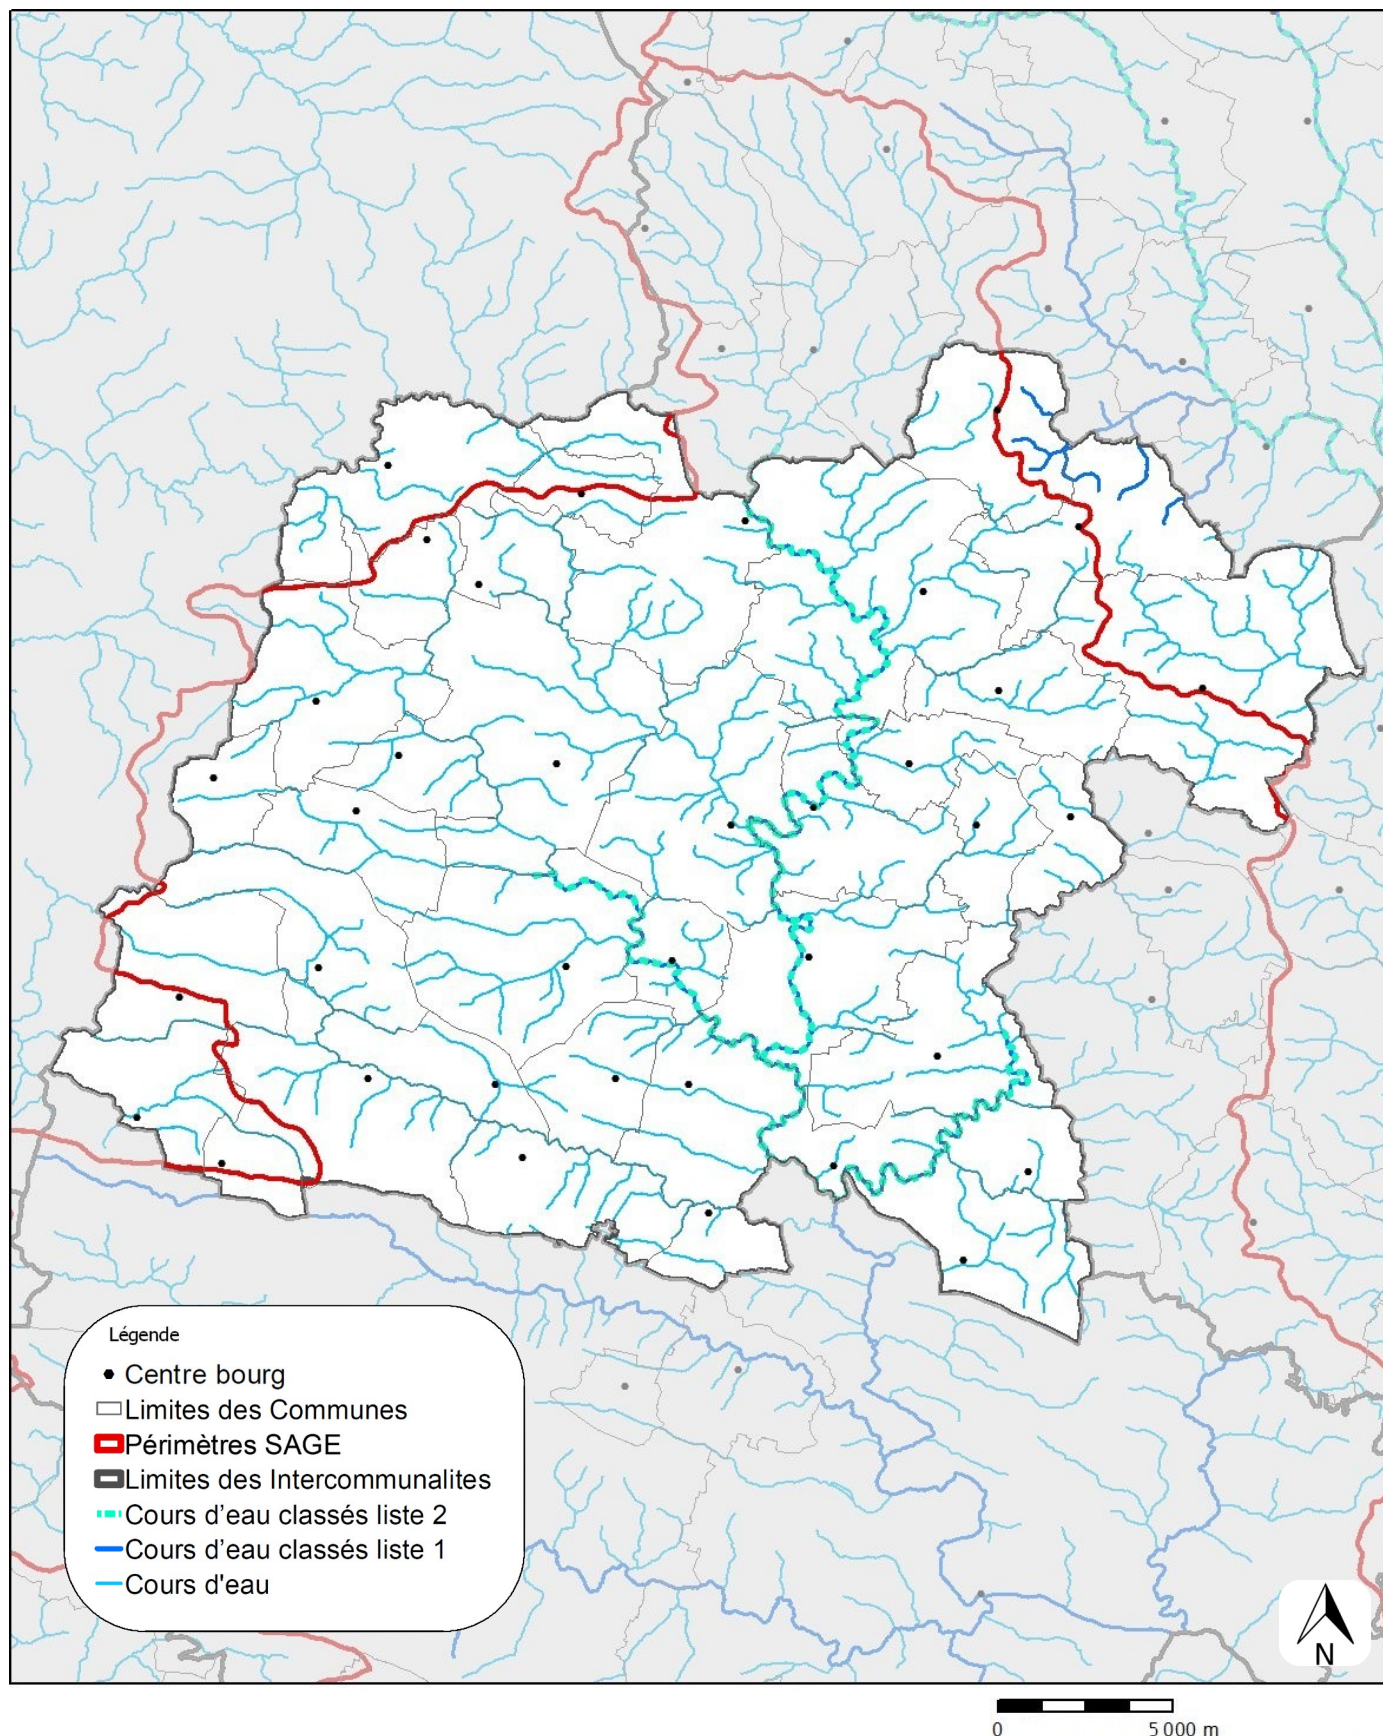 Légende
Centre bourg
Limites des Communes
Périmètres SAGE
Limites des Intercommunalites
Cours d’eau classés liste 2
Cours d’eau classés liste 1
Cours d'eau
N
0 5 000 m